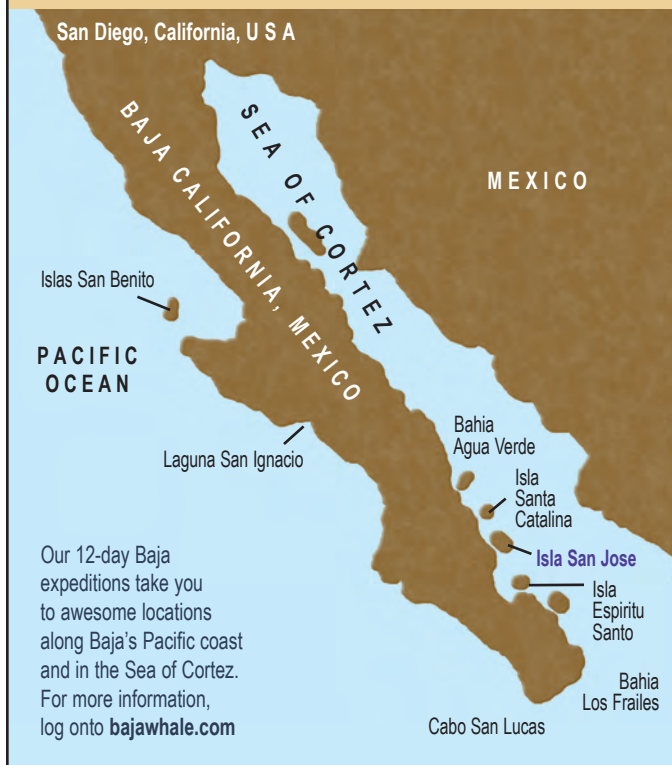 San Diego, California, U S A
BAJA CALIFORNIA, MEXICO
SEA OF CORTEZ
MEXICO
Islas San Benito
PACIFIC
OCEAN
Laguna San Ignacio
Bahia
Agua Verde
Isla
Santa
Catalina
Isla San Jose
Isla
Espiritu
Santo
Bahia
Los Frailes
Cabo San Lucas
Our 12-day Baja
expeditions take you
to awesome locations
along Baja's Pacific coast
and in the Sea of Cortez.
For more information,
log onto bajawhale.com